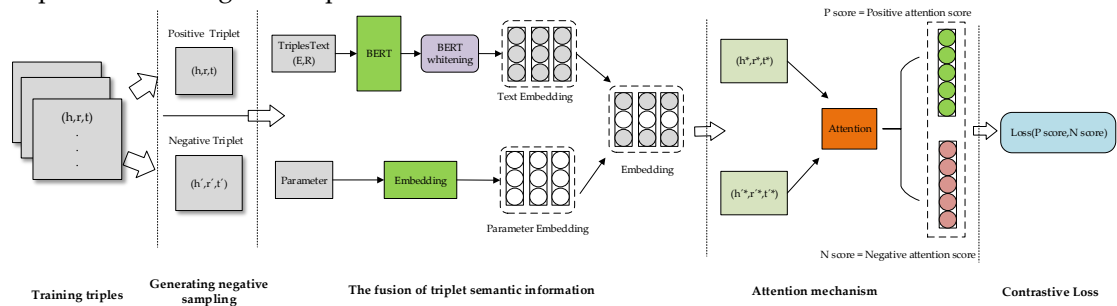 P score = Positive attention score
Positive Triplet
(h,r,t)
TriplesText
(E,R)
BERT
BERT
whitening
Text Embedding
(h*,r*,t*)
(h,r,t)
.
.
.
Negative Triplet
(h´,r´,t´)
Parameter
Embedding
Parameter Embedding
Embedding
(h´*,r´*,t´*)
Attention
Loss(P score,N score)
N score = Negative attention score
Training triples
Generating negative
sampling
The fusion of triplet semantic information
Attention mechanism
Contrastive Loss